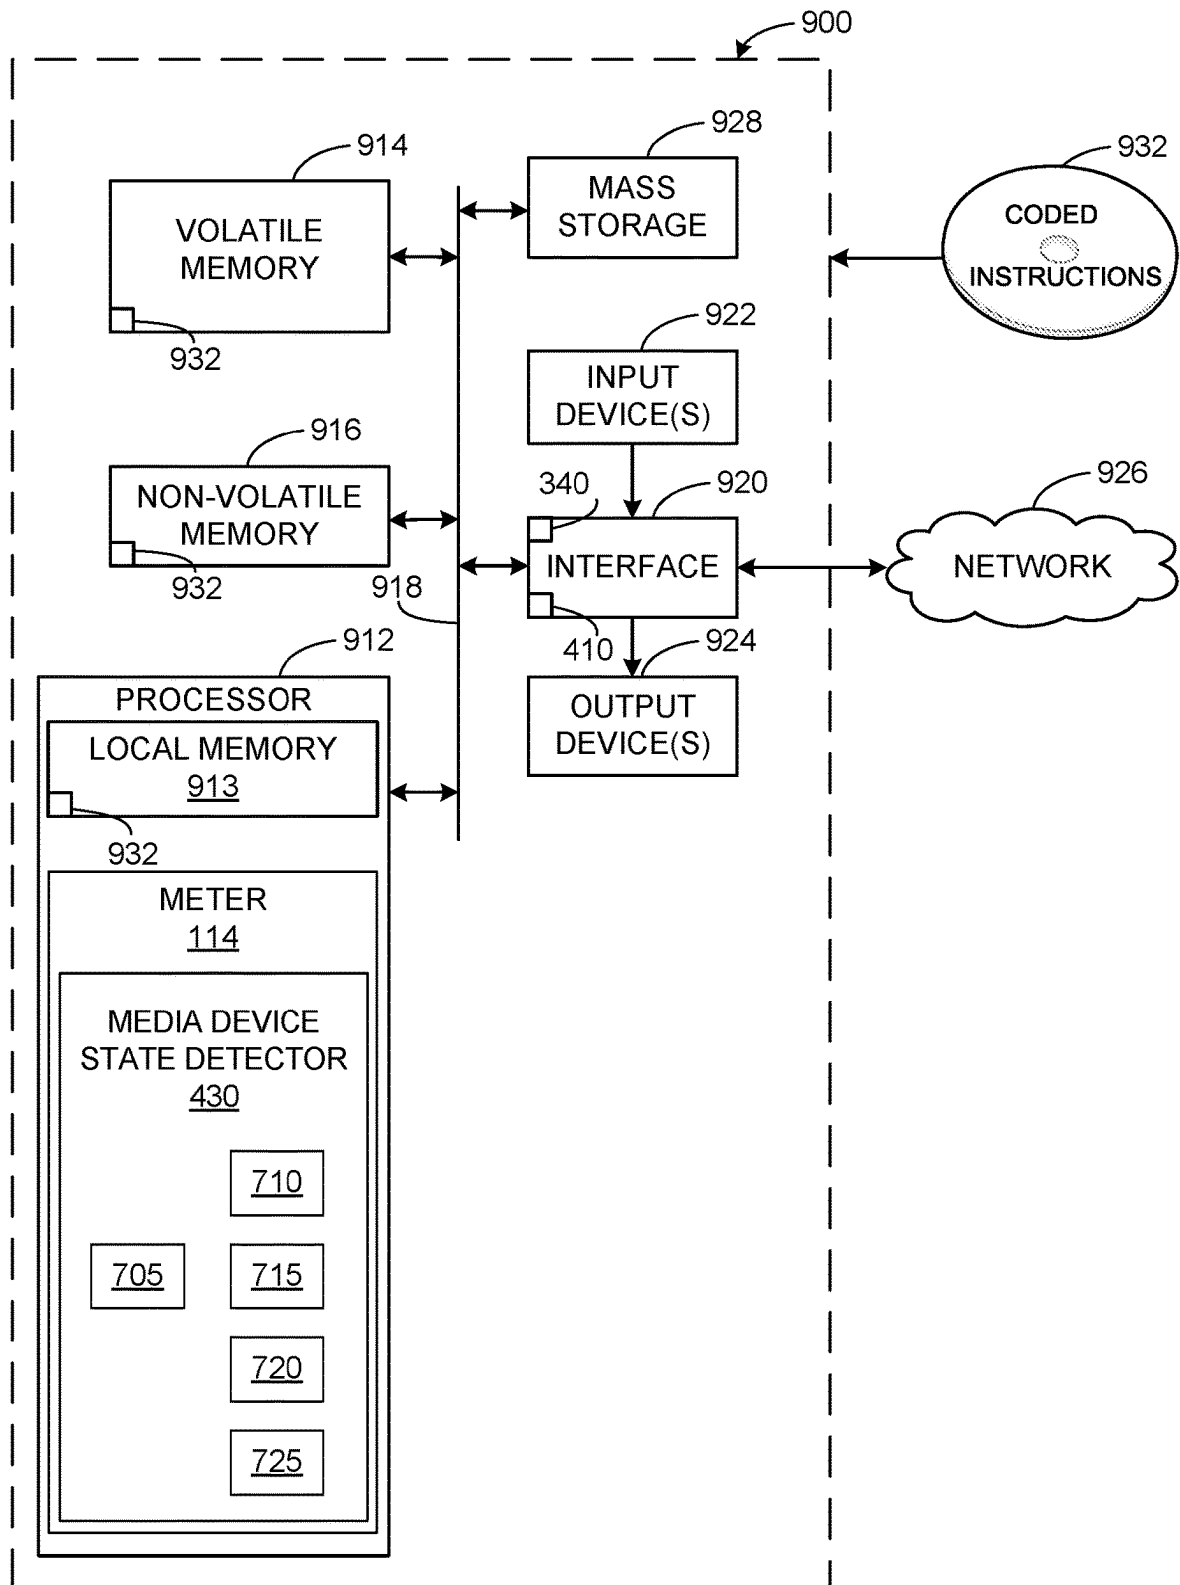 900
914
VOLATILE
MEMORY
932
928
MASS
STORAGE
932
CODED
INSTRUCTIONS
922
INPUT
DEVICE(S)
916
NON-VOLATILE
MEMORY
932
918
340
920
INTERFACE
410
926
NETWORK
924
OUTPUT
DEVICE(S)
912
PROCESSOR
LOCAL MEMORY
913
932
METER
114
MEDIA DEVICE
STATE DETECTOR
430
710
705
715
720
725